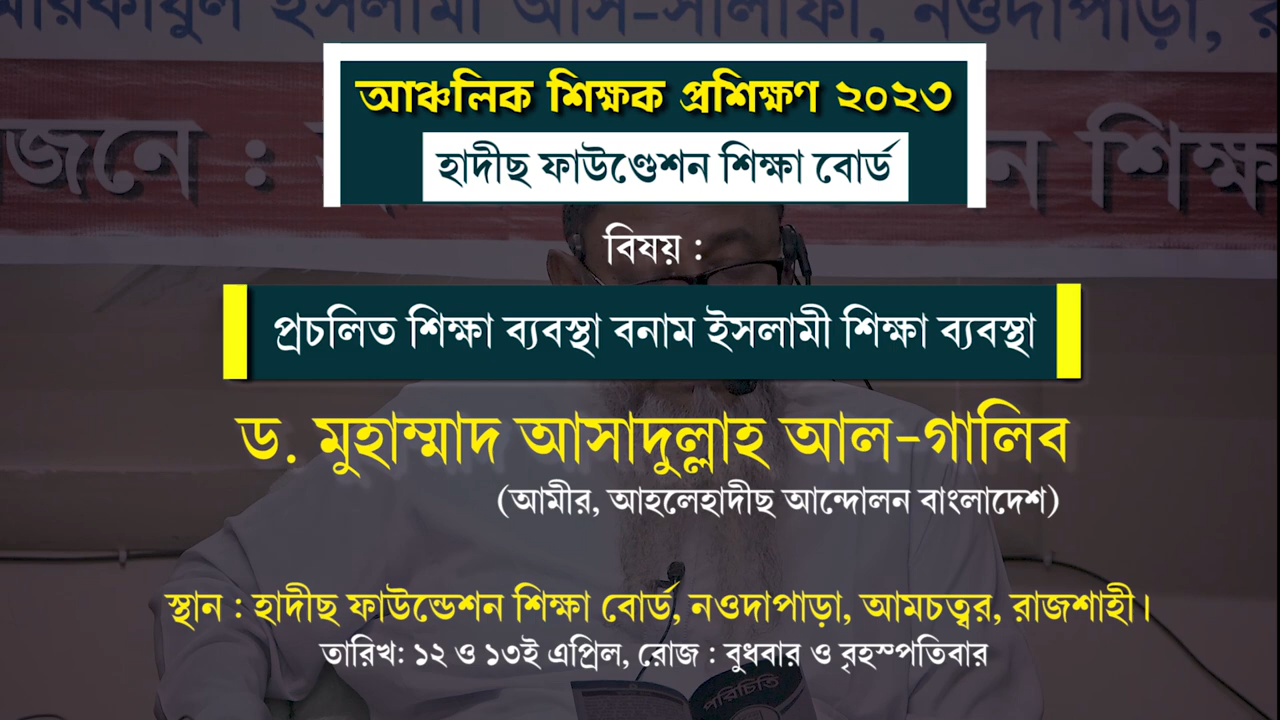 আঞ্চলিক শিক্ষক প্রশিক্ষণ ২০২৩
হাদীছ ফাউণ্ডেশন শিক্ষা বোর্ড
বিষয় :
প্রচলিত শিক্ষা ব্যবস্থা বনাম ইসলামী শিক্ষা ব্যবস্থা
ড. মুহাম্মাদ আসাদুল্লাহ আল-গালিব
(আমীর, আহলেহাদীছ আন্দোলন বাংলাদেশ)
স্থান : হাদীছ ফাউন্ডেশন শিক্ষা বোর্ড, নওদাপাড়া, আমচত্বর, রাজশাহী।
তারিখ: ১২ ও ১৩ই এপ্রিল, রোজ : বুধবার ও বৃহস্পতিবার
পরিচিতি